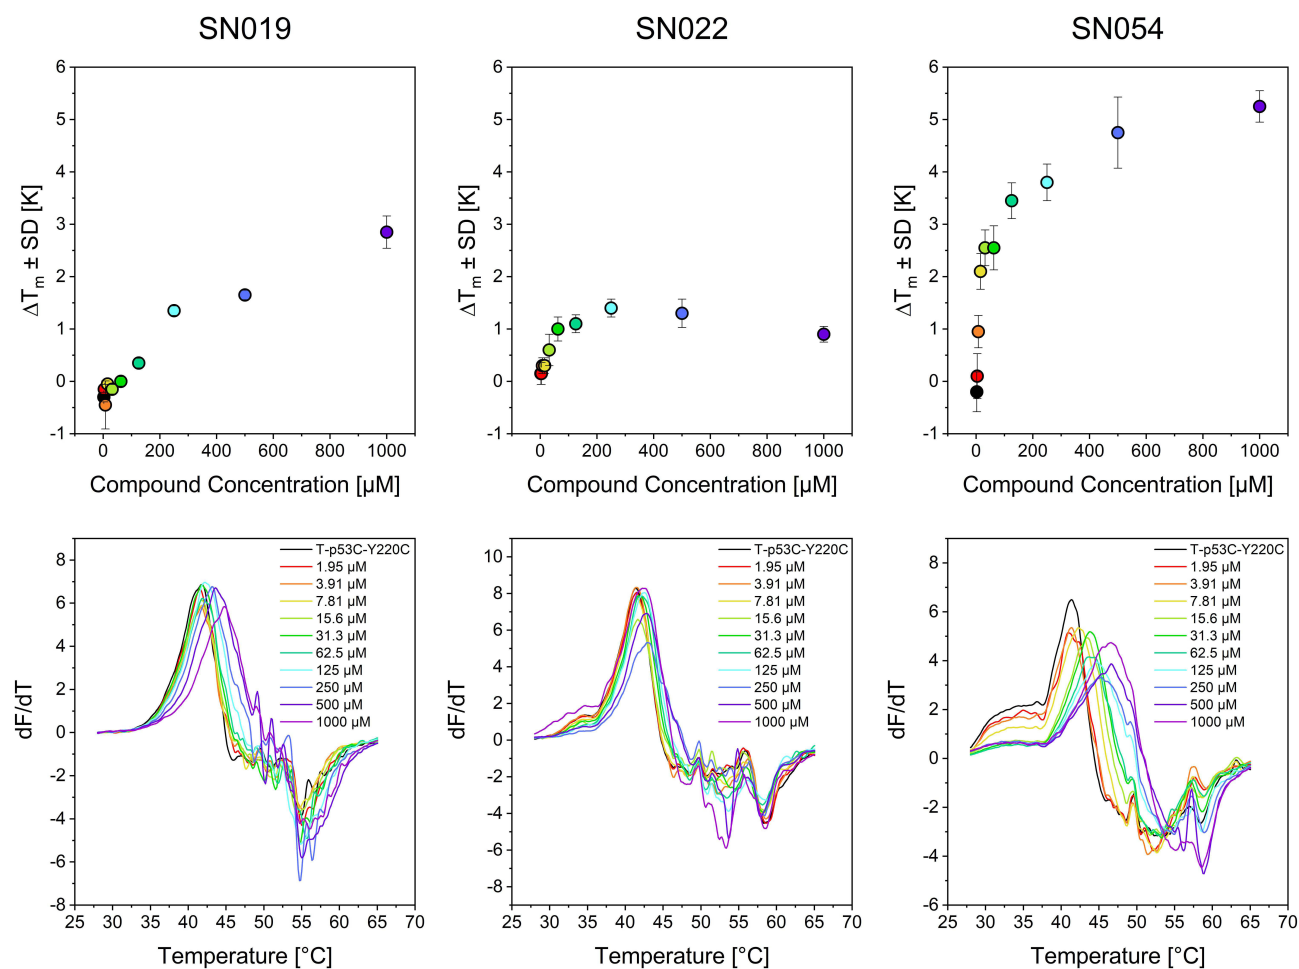 SN019
SN022
SN054
6
5
4
3
2
1
0
-1
ΔTm ± SD [K]
0
200
400
600
800
1000
Compound Concentration [µM]
6
5
4
3
2
1
0
-1
ΔTm ± SD [K]
0
200
400
600
800
1000
Compound Concentration [µM]
6
5
4
3
2
1
0
-1
ΔTm ± SD [K]
0
200
400
600
800
1000
Compound Concentration [µM]
8
6
4
2
0
-2
-4
-6
-8
dF/dT
T-p53C-Y220C
1.95 µM
3.91 µM
7.81 µM
15.6 µM
31.3 µM
62.5 µM
125 µM
250 µM
500 µM
1000 µM
25
30
35
40
45
50
55
60
65
70
Temperature [°C]
10
8
6
4
2
0
-2
-4
-6
-8
dF/dT
T-p53C-Y220C
1.95 µM
3.91 µM
7.81 µM
15.6 µM
31.3 µM
62.5 µM
125 µM
250 µM
500 µM
1000 µM
25
30
35
40
45
50
55
60
65
70
Temperature [°C]
8
6
4
2
0
-2
-4
-6
dF/dT
T-p53C-Y220C
1.95 µM
3.91 µM
7.81 µM
15.6 µM
31.3 µM
62.5 µM
125 µM
250 µM
500 µM
1000 µM
25
30
35
40
45
50
55
60
65
70
Temperature [°C]